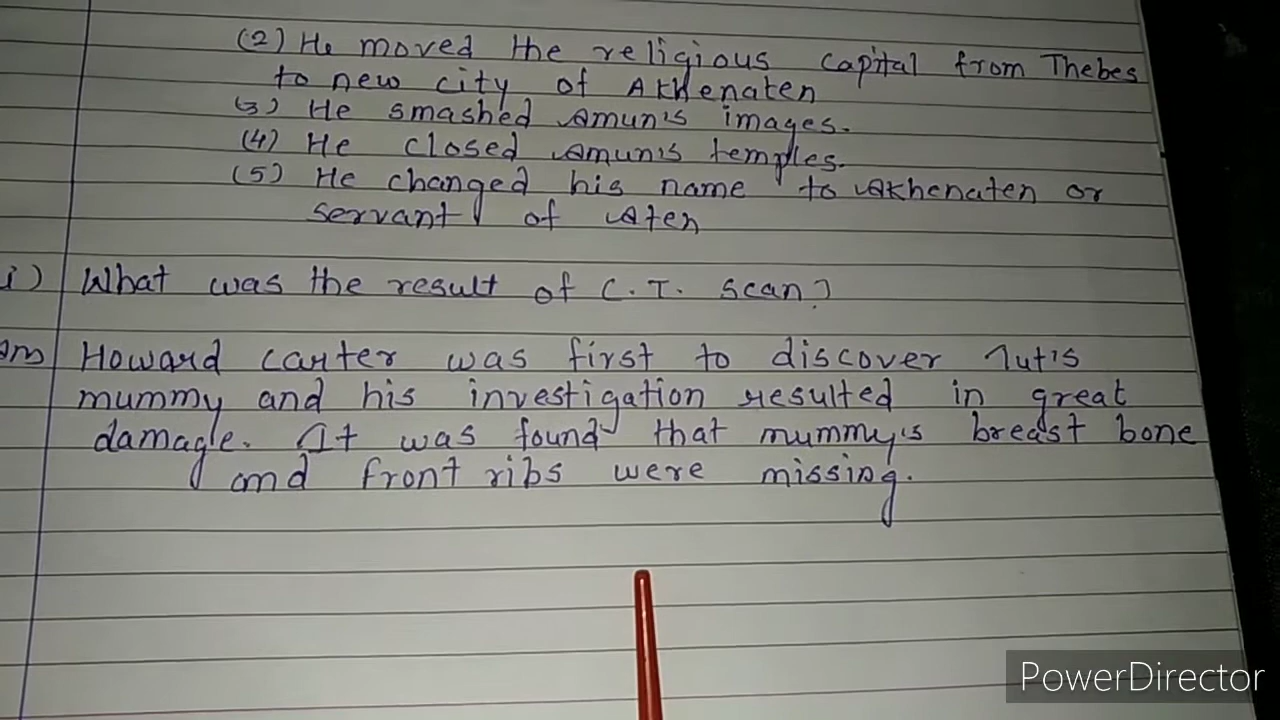 (2) He moved the religious capital from Thebes
to new city of Akhenaten
(3) He smashed Amun's images.
(4) He closed Amun's temples.
(5) He changed his name to Akhenaten or
servant of Aten
i) What was the result of C.T. scan?
Ans Howard carter was first to discover Tut's
mummy and his investigation resulted in great
damage. It was found that mummy's breast bone
and front ribs were missing.
PowerDirector